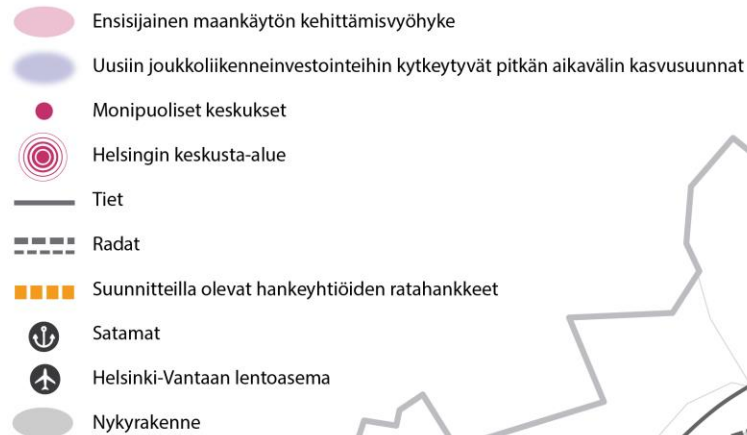 Ensisijainen maankäytön kehittämisvyöhyke
Uusiin joukkoliikenneinvestointeihin kytkeytyvät pitkän aikavälin kasvusuunnat
Monipuoliset keskukset
Helsingin keskusta-alue
Tiet
Radat
Suunnitteilla olevat hankeyhtiöiden ratahankkeet
Satamat
Helsinki-Vantaan lentoasema
Nykyrakenne